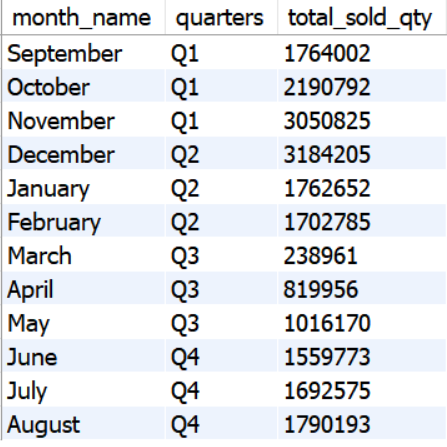 month_name quarters total_sold_qty
September Q1 1764002
October Q1 2190792
November Q1 3050825
December Q2 3184205
January Q2 1762652
February Q2 1702785
March Q3 238961
April Q3 819956
May Q3 1016170
June Q4 1559773
July Q4 1692575
August Q4 1790193